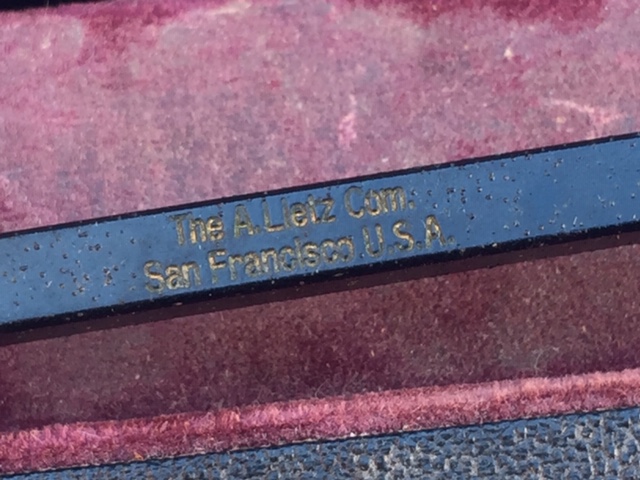 The A.Lietz Com.
San Francisco U.S.A.